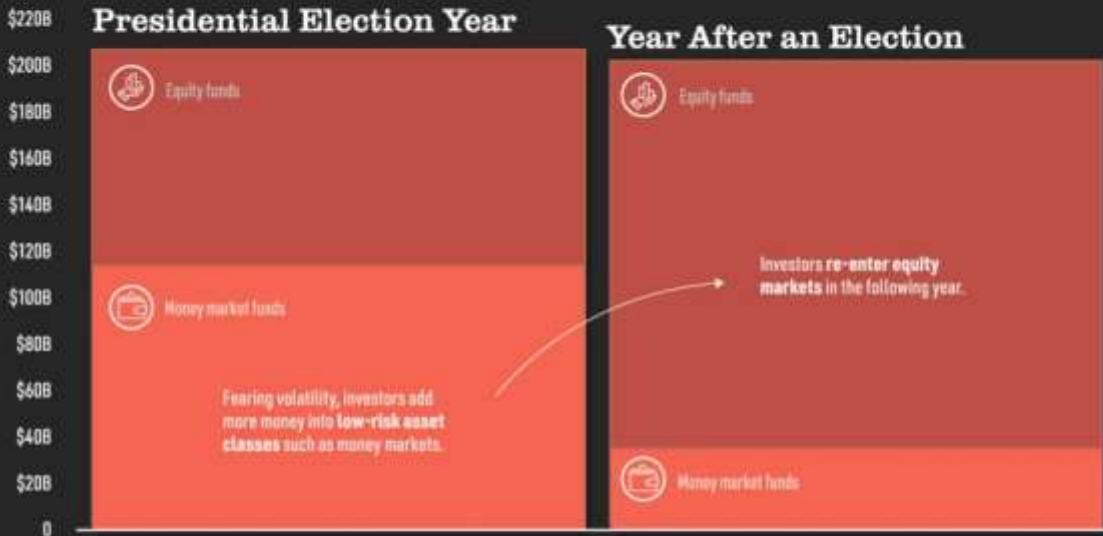 $220B
$200B
$180B
$160B
$140B
$120B
$100B
$80B
$60B
$40B
$20B
0
Presidential Election Year
Equity funds
Money market funds
Fearing volatility, investors add
more money into low-risk asset
classes such as money markets.
Year After an Election
Equity funds
Investors re-enter equity
markets in the following year.
Money market funds